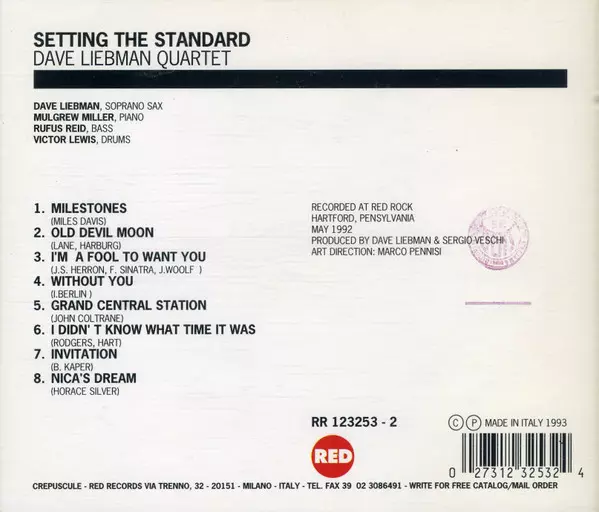 SETTING THE STANDARD
DAVE LIEBMAN QUARTET
DAVE LIEBMAN, SOPRANO SAX
MULGREW MILLER, PIANO
RUFUS REID, BASS
VICTOR LEWIS, DRUMS
1. MILESTONES
(MILES DAVIS)
2. OLD DEVIL MOON
(LANE, HARBURG)
3. I'M A FOOL TO WANT YOU
(J.S. HERRON, F. SINATRA, J.WOOLF )
4. WITHOUT YOU
(I.BERLIN )
5. GRAND CENTRAL STATION
(JOHN COLTRANE)
6. I DIDN' T KNOW WHAT TIME IT WAS
(RODGERS, HART)
7. INVITATION
(B. KAPER)
8. NICA'S DREAM
(HORACE SILVER)
RECORDED AT RED ROCK
HARTFORD, PENSYLVANIA
MAY 1992
PRODUCED BY DAVE LIEBMAN & SERGIO VESCHI
ART DIRECTION: MARCO PENNISI
RR 123253 - 2
RED
C P MADE IN ITALY 1993
0 27312 32532 4
CREPUSCULE - RED RECORDS VIA TRENNO, 32 - 20151 - MILANO - ITALY - TEL. FAX 39 02 3086491 - WRITE FOR FREE CATALOG/MAIL ORDER